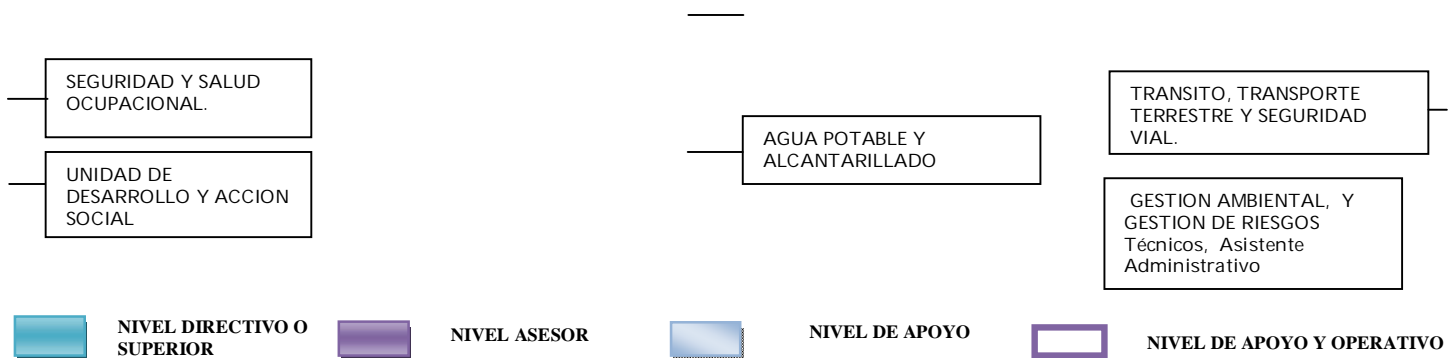 SEGURIDAD Y SALUD
OCUPACIONAL.
UNIDAD DE
DESARROLLO Y ACCION
SOCIAL
AGUA POTABLE Y
ALCANTARILLADO
TRANSITO, TRANSPORTE
TERRESTRE Y SEGURIDAD
VIAL.
GESTION AMBIENTAL, Y
GESTION DE RIESGOS
Técnicos, Asistente
Administrativo
NIVEL DIRECTIVO O
SUPERIOR
NIVEL ASESOR
NIVEL DE APOYO
NIVEL DE APOYO Y OPERATIVO